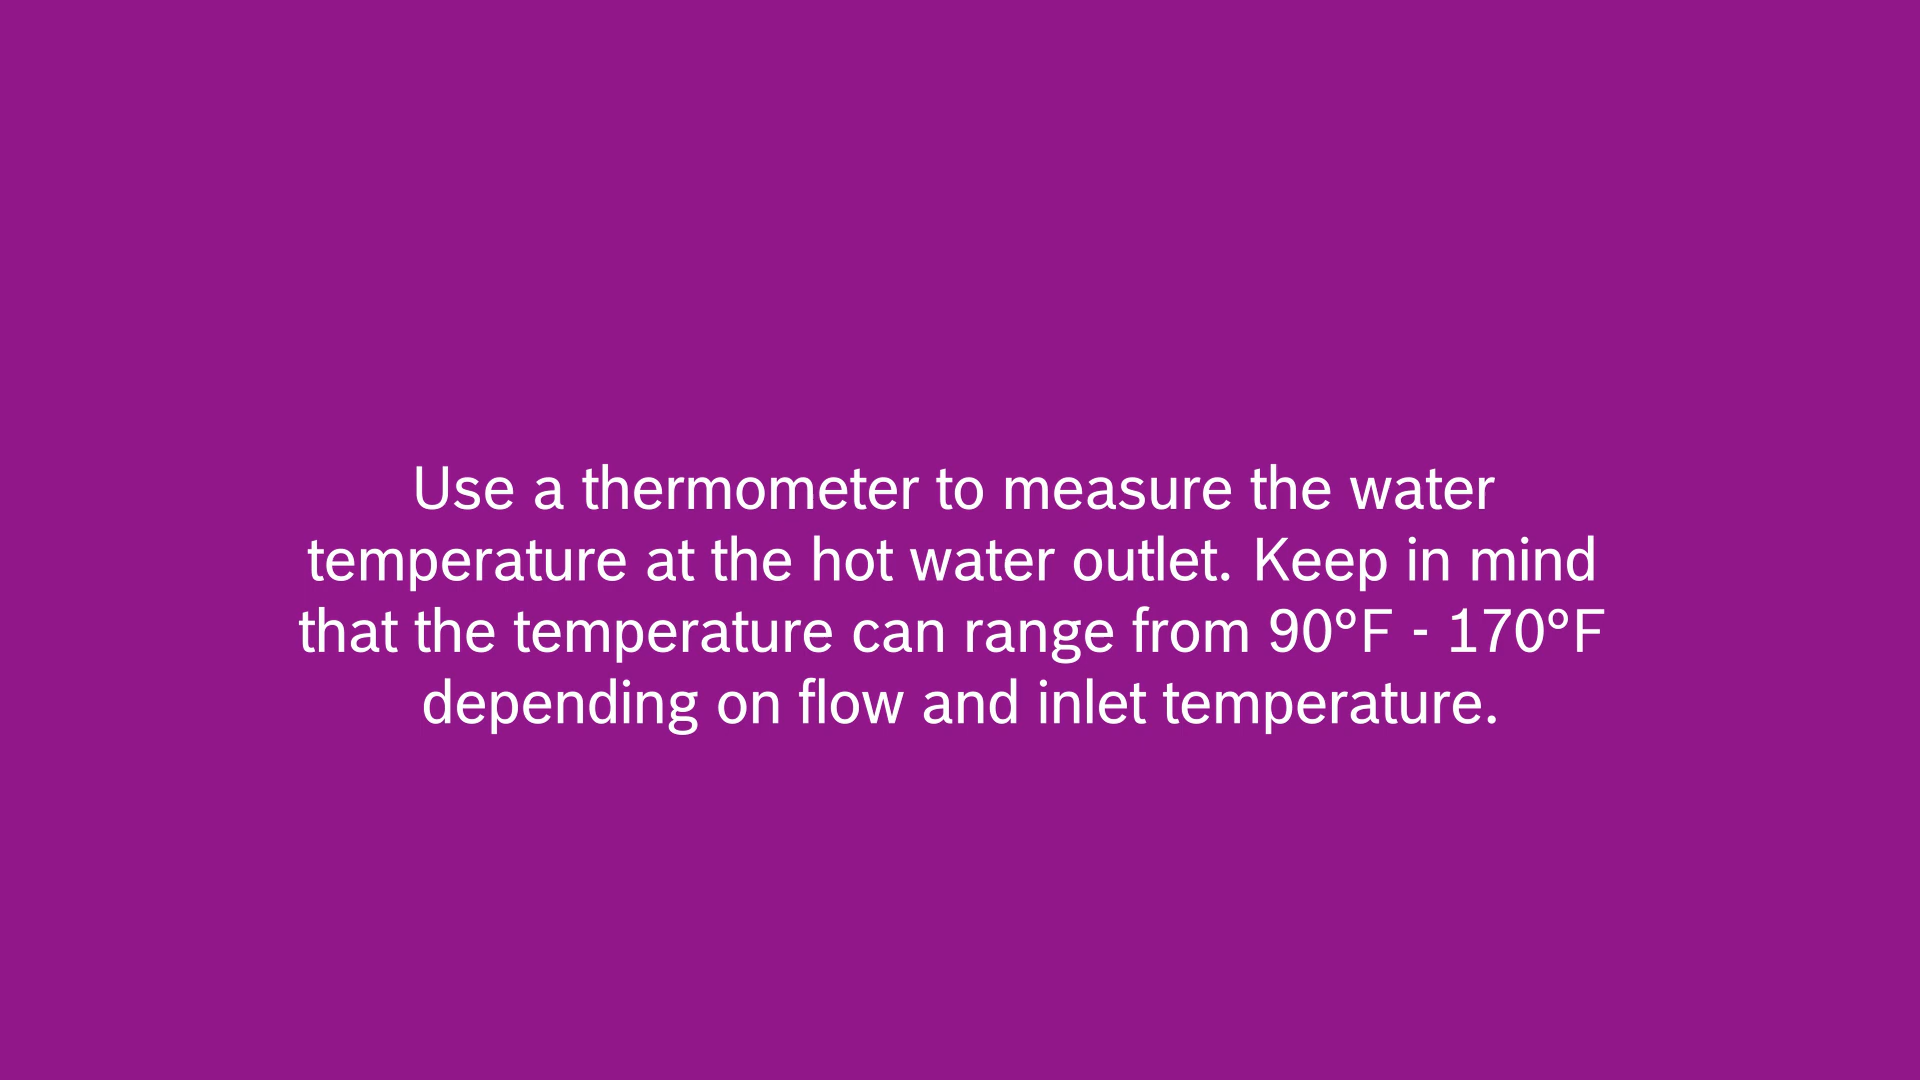 Use a thermometer to measure the water
temperature at the hot water outlet. Keep in mind
that the temperature can range from 90°F - 170°F
depending on flow and inlet temperature.